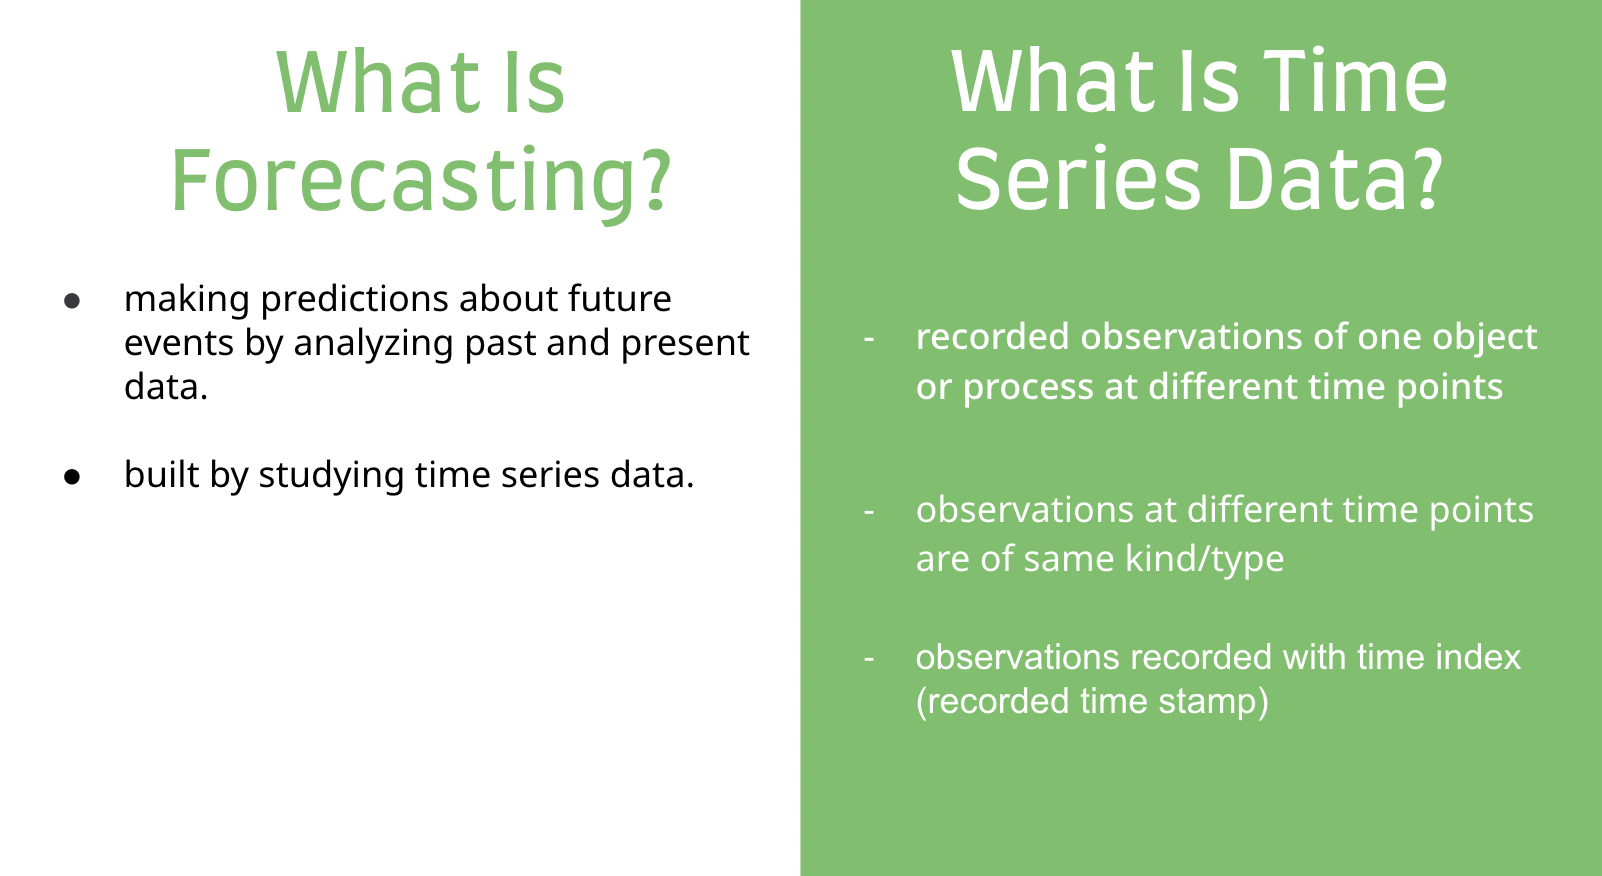 What Is
Forecasting?
● making predictions about future
events by analyzing past and present
data.
● built by studying time series data.
What Is Time
Series Data?
- recorded observations of one object
or process at different time points
- observations at different time points
are of same kind/type
- observations recorded with time index
(recorded time stamp)